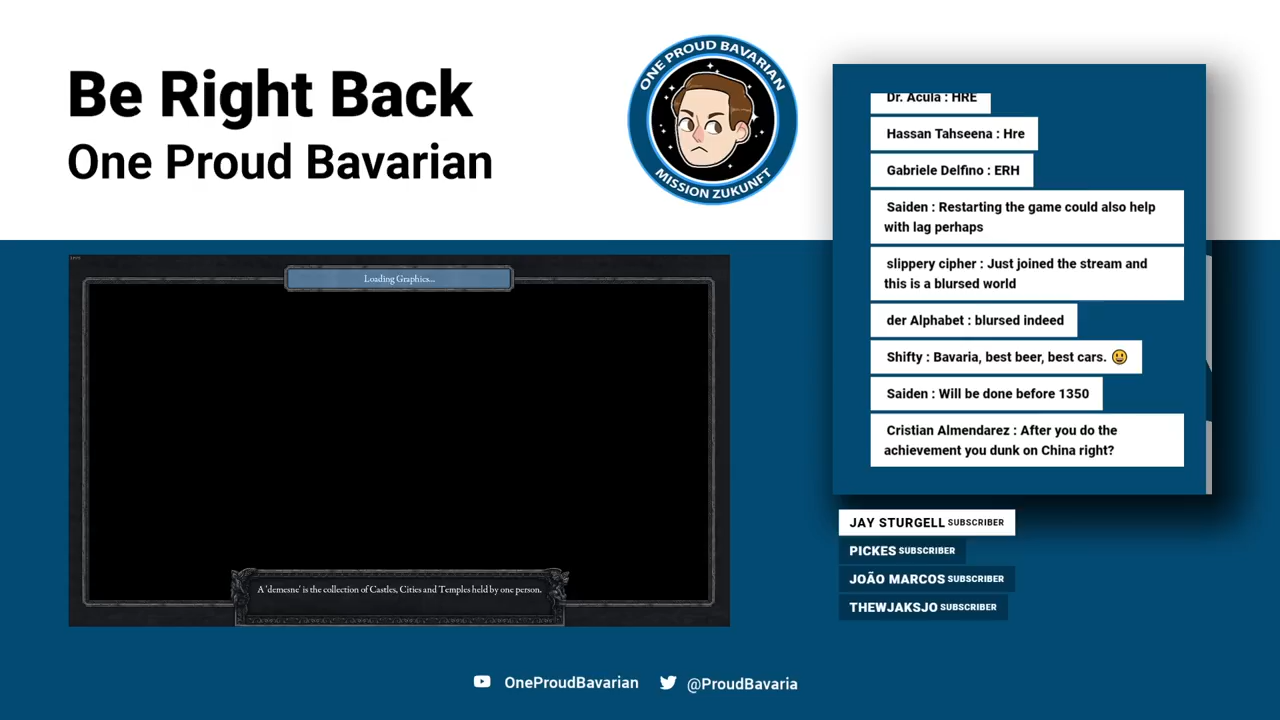 Be Right Back
One Proud Bavarian
ONE PROUD BAVARIAN
MISSION ZUKUNFT
Loading Graphics...
A 'demesne' is the collection of Castles, Cities and Temples held by one person.
Dr. Acula : HRE
Hassan Tahseena : Hre
Gabriele Delfino : ERH
Saiden : Restarting the game could also help
with lag perhaps
slippery cipher : Just joined the stream and
this is a blursed world
der Alphabet : blursed indeed
Shifty : Bavaria, best beer, best cars. 😀
Saiden : Will be done before 1350
Cristian Almendarez : After you do the
achievement you dunk on China right?
JAY STURGELL SUBSCRIBER
PICKES SUBSCRIBER
JOÃO MARCOS SUBSCRIBER
THEWJAKSJO SUBSCRIBER
OneProudBavarian
@ProudBavaria